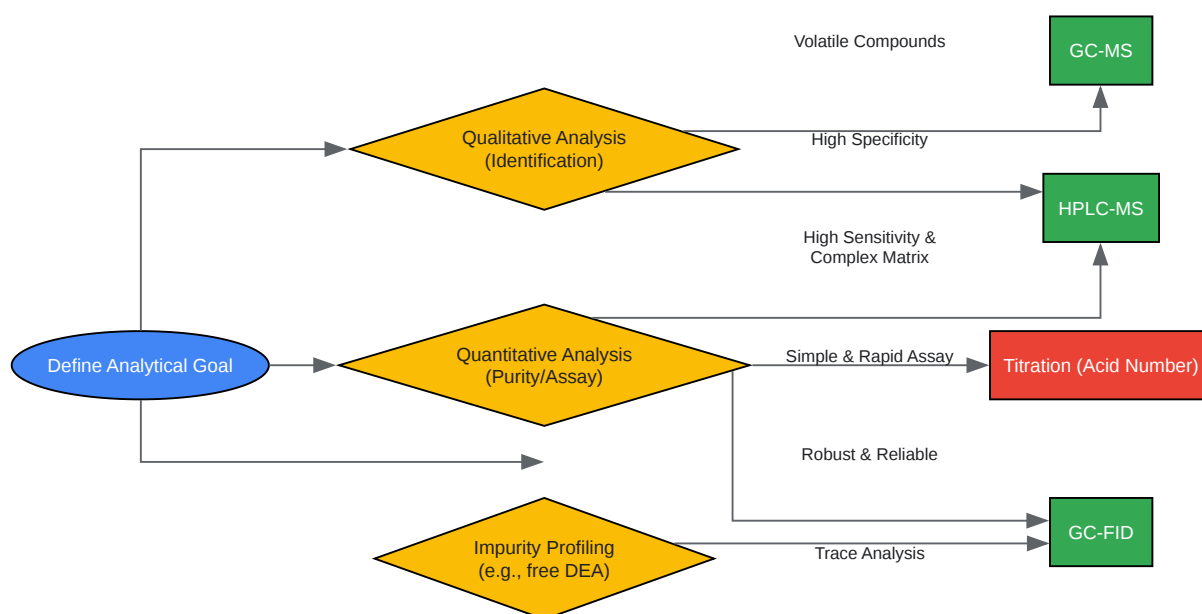 Volatile Compounds
GC-MS
Qualitative Analysis
(Identification)
High Specificity
HPLC-MS
High Sensitivity &
Complex Matrix
Define Analytical Goal
Quantitative Analysis
(Purity/Assay)
Simple & Rapid Assay
Titration (Acid Number)
Robust & Reliable
GC-FID
Impurity Profiling
(e.g., free DEA)
Trace Analysis